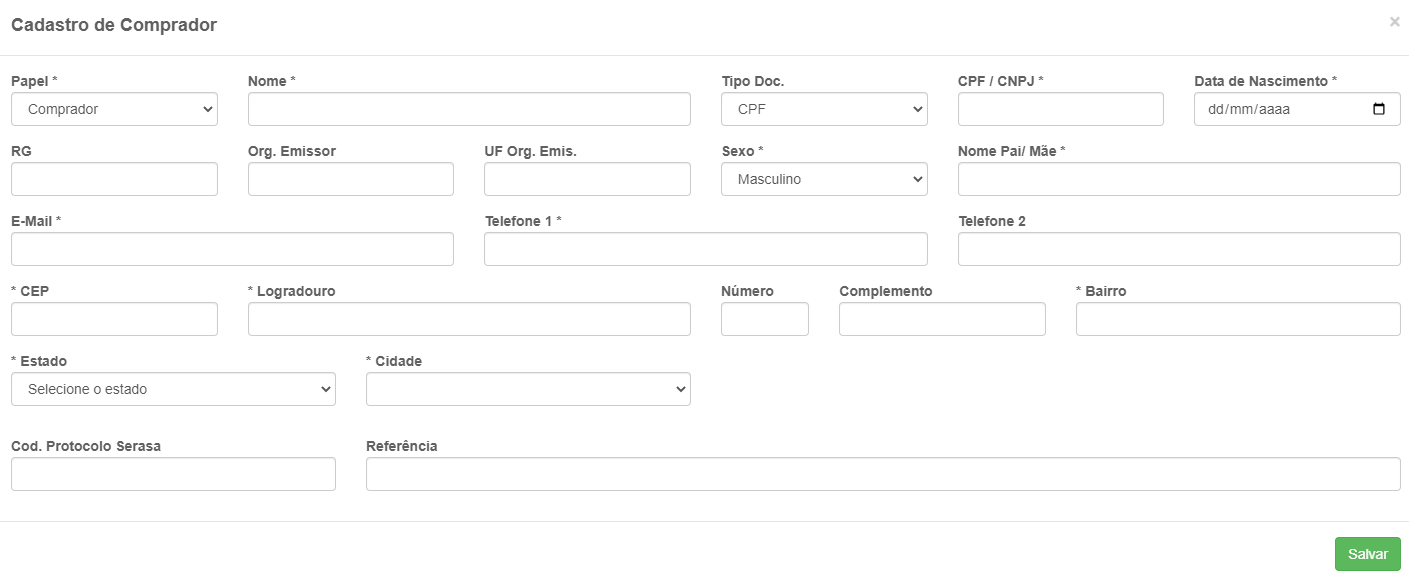 Cadastro de Comprador ×
Papel * Nome * Tipo Doc. CPF / CNPJ * Data de Nascimento *
Comprador CPF dd/mm/aaaa
RG Org. Emissor UF Org. Emis. Sexo * Nome Pai/ Mãe *
Masculino
E-Mail * Telefone 1 * Telefone 2
* CEP * Logradouro Número Complemento * Bairro
* Estado * Cidade
Selecione o estado
Cod. Protocolo Serasa Referência
Salvar